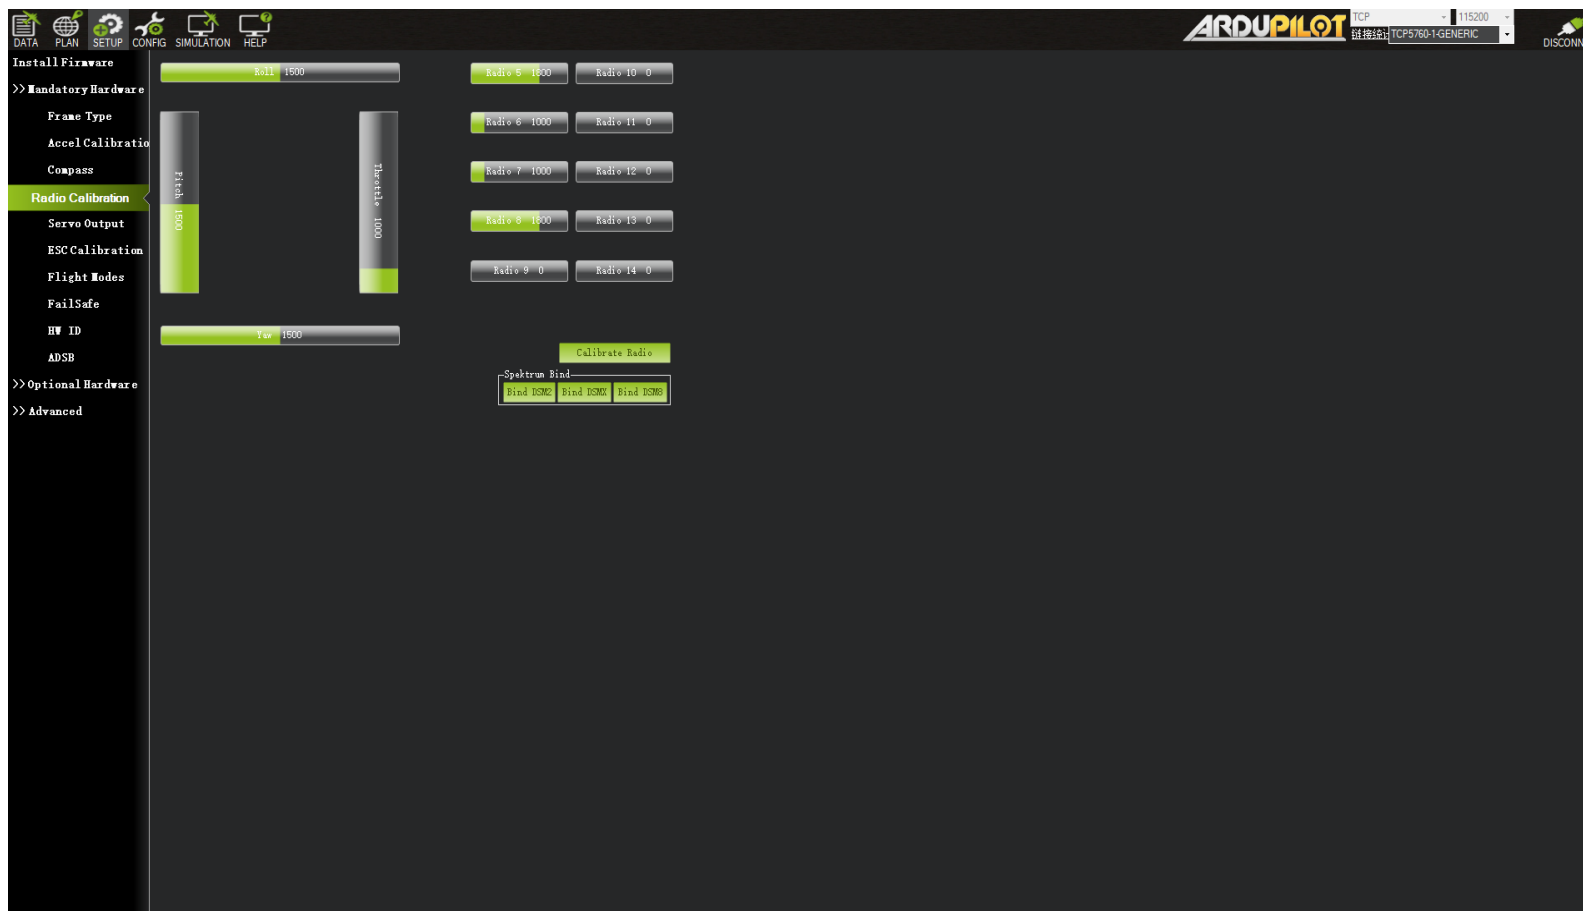 DATA PLAN SETUP CONFIG SIMULATION HELP
ARDUPILOT
TCP 115200
链接统计 TCP5760-1-GENERIC
DISCONN
Install Firmware
>> Mandatory Hardware
Frame Type
Accel Calibratio
Compass
Radio Calibration
Servo Output
ESC Calibration
Flight Modes
FailSafe
HW ID
ADSB
>> Optional Hardware
>> Advanced
Roll 1500
Pitch 1500
Throttle 1000
Yaw 1500
Radio 5 1800
Radio 10 0
Radio 6 1000
Radio 11 0
Radio 7 1000
Radio 12 0
Radio 8 1800
Radio 13 0
Radio 9 0
Radio 14 0
Calibrate Radio
Spektrum Bind
Bind DSM2 Bind DSMX Bind DSM8